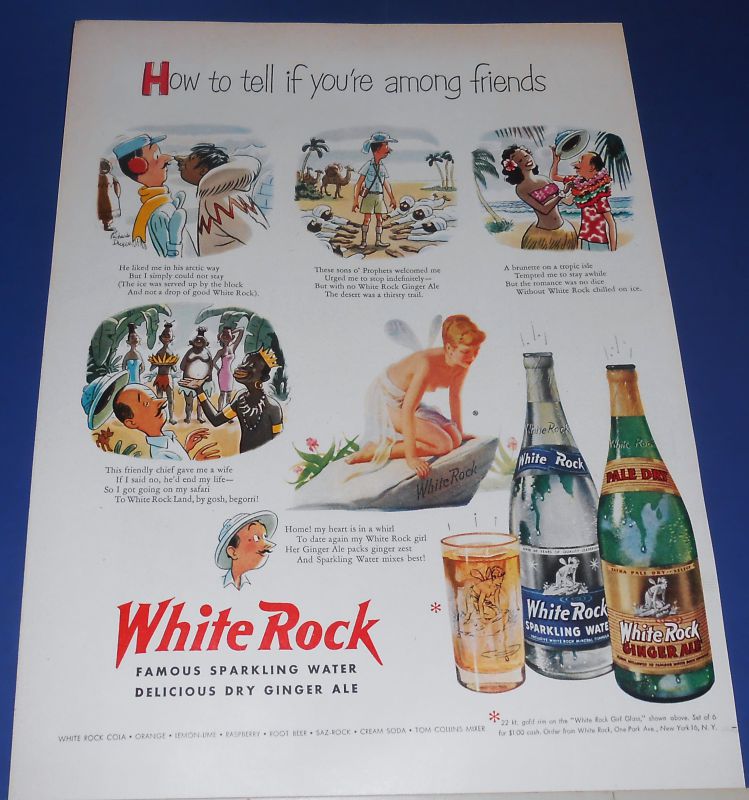 How to tell if you're among friends
He liked me in his arctic way
But I simply could not stay
(The ice was served up by the block
And not a drop of good White Rock).
These sons o' Prophets welcomed me
Urged me to stop indefinitely—
But with no White Rock Ginger Ale
The desert was a thirsty trail.
A brunette on a tropic isle
Tempted me to stay awhile
But the romance was no dice
Without White Rock chilled on ice.
This friendly chief gave me a wife
If I said no, he'd end my life—
So I got going on my safari
To White Rock Land, by gosh, begorri!
White Rock
®
Home! my heart is in a whirl
To date again my White Rock girl
Her Ginger Ale packs ginger zest
And Sparkling Water mixes best!
White Rock
White Rock
White Rock
SPARKLING WATER
White Rock
PALE DRY
EXTRA PALE DRY
White Rock
GINGER ALE
White Rock
FAMOUS SPARKLING WATER
DELICIOUS DRY GINGER ALE
*
*22 kt. gold rim on the "White Rock Girl Glass," shown above. Set of 6
for $1.00 cash. Order from White Rock, One Park Ave., New York 16, N. Y.
WHITE ROCK COLA • ORANGE • LEMON-LIME • RASPBERRY • ROOT BEER • SAZ-ROCK • CREAM SODA • TOM COLLINS MIXER